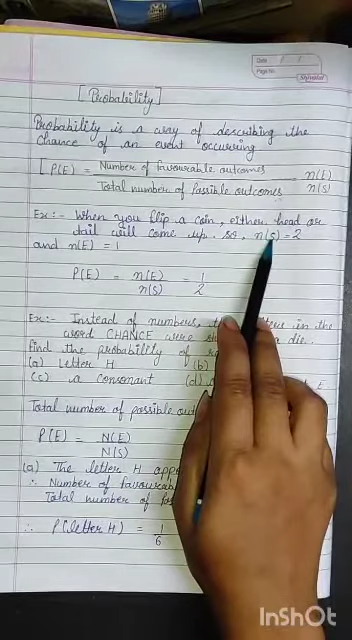 Date / /
Page No.
[Probability]
Probability is a way of describing the
chance of an event occurring
[P(E) = Number of favourable outcomes / Total number of Possible outcomes = n(E) / n(S)
Ex:- When you flip a coin, either head or
tail will come up. so, n(S) = 2
and n(E) = 1
P(E) = n(E) / n(S) = 1 / 2
Ex:- Instead of numbers, in the
word CHANCE were die.
find the probability of
(a) Letter H (b)
(c) a consonant (d)
Total number of possible
P(E) = N(E) / N(S)
(a) The letter H
∴ Number of
Total number of
∴ P(letter H) = 1 / 6
InShOt